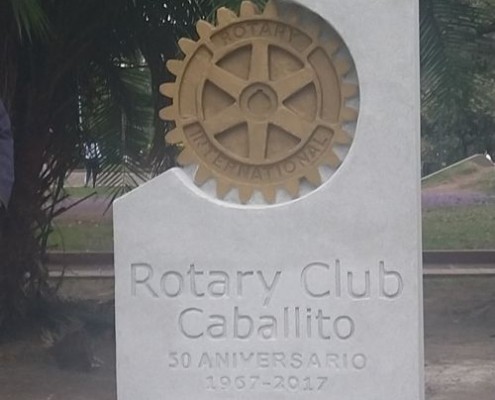 ROTARY
INTERNATIONAL
Rotary Club
Caballito
50 ANIVERSARIO
1967-2017